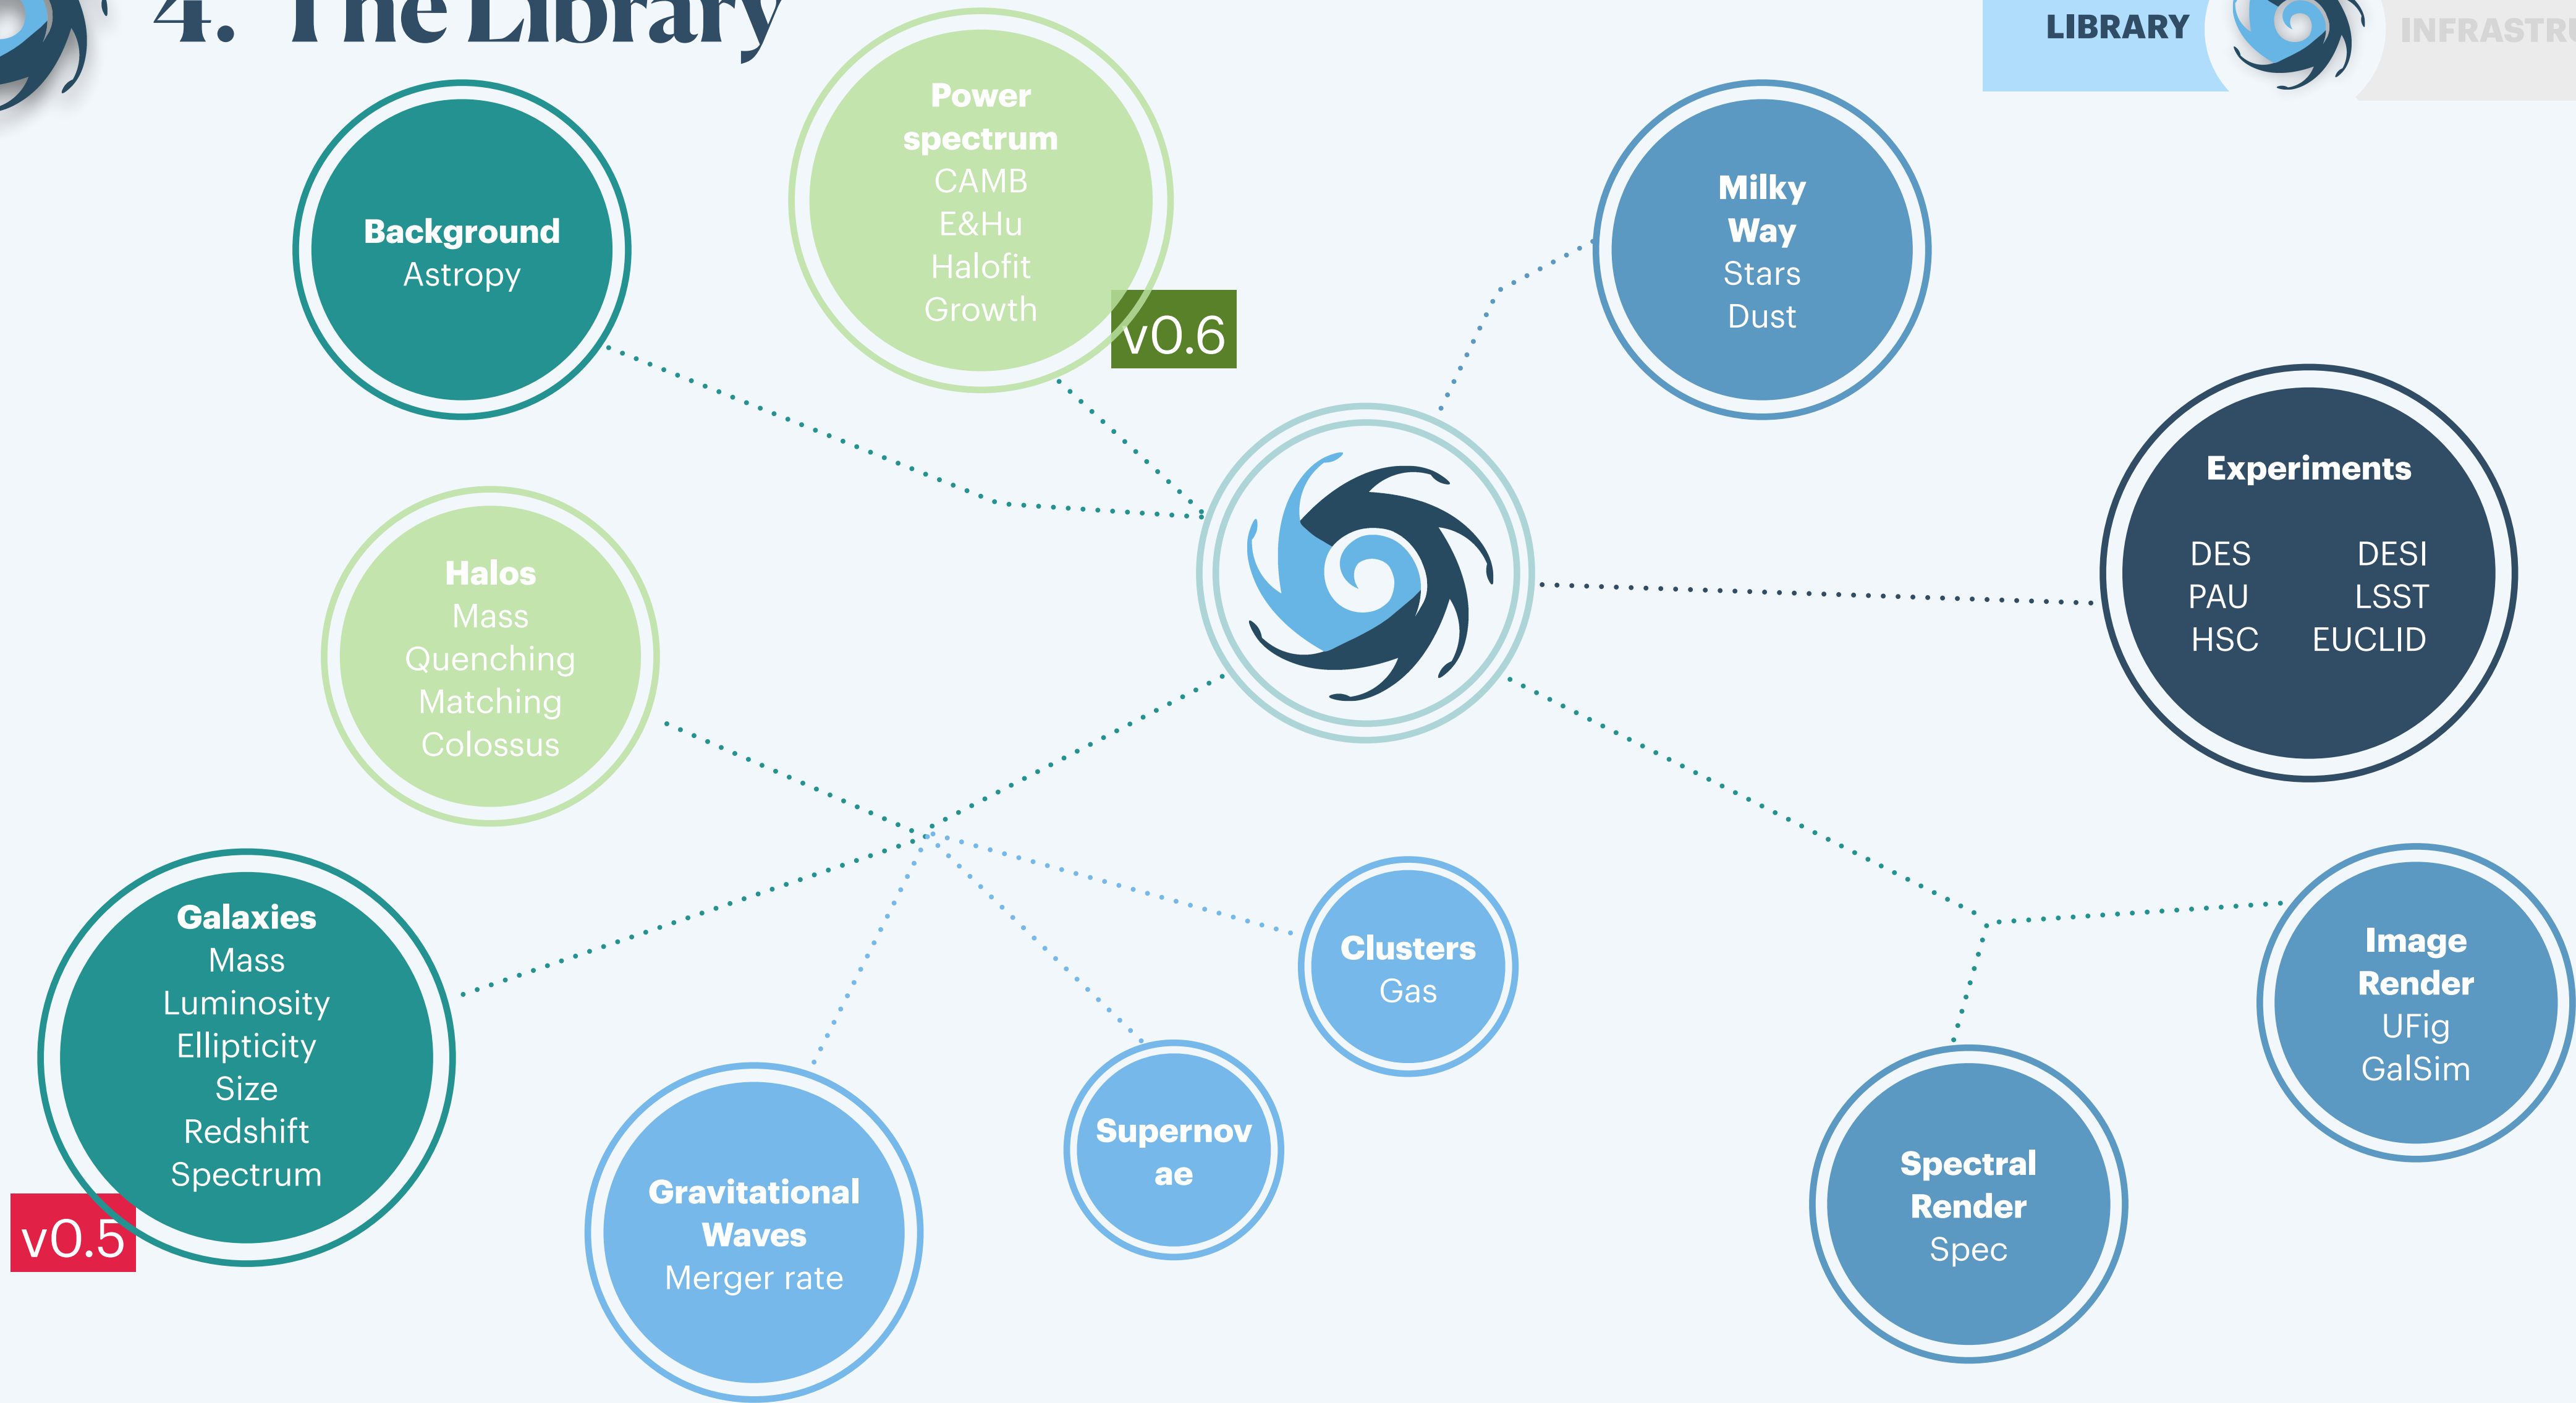 4. The Library
LIBRARY
Background
Astropy
Power
spectrum
CAMB
E&Hu
Halofit
Growth
v0.6
Milky
Way
Stars
Dust
Experiments
DES DESI
PAU LSST
HSC EUCLID
Halos
Mass
Quenching
Matching
Colossus
Galaxies
Mass
Luminosity
Ellipticity
Size
Redshift
Spectrum
v0.5
Gravitational
Waves
Merger rate
Supernov
ae
Clusters
Gas
Spectral
Render
Spec
Image
Render
UFig
GalSim